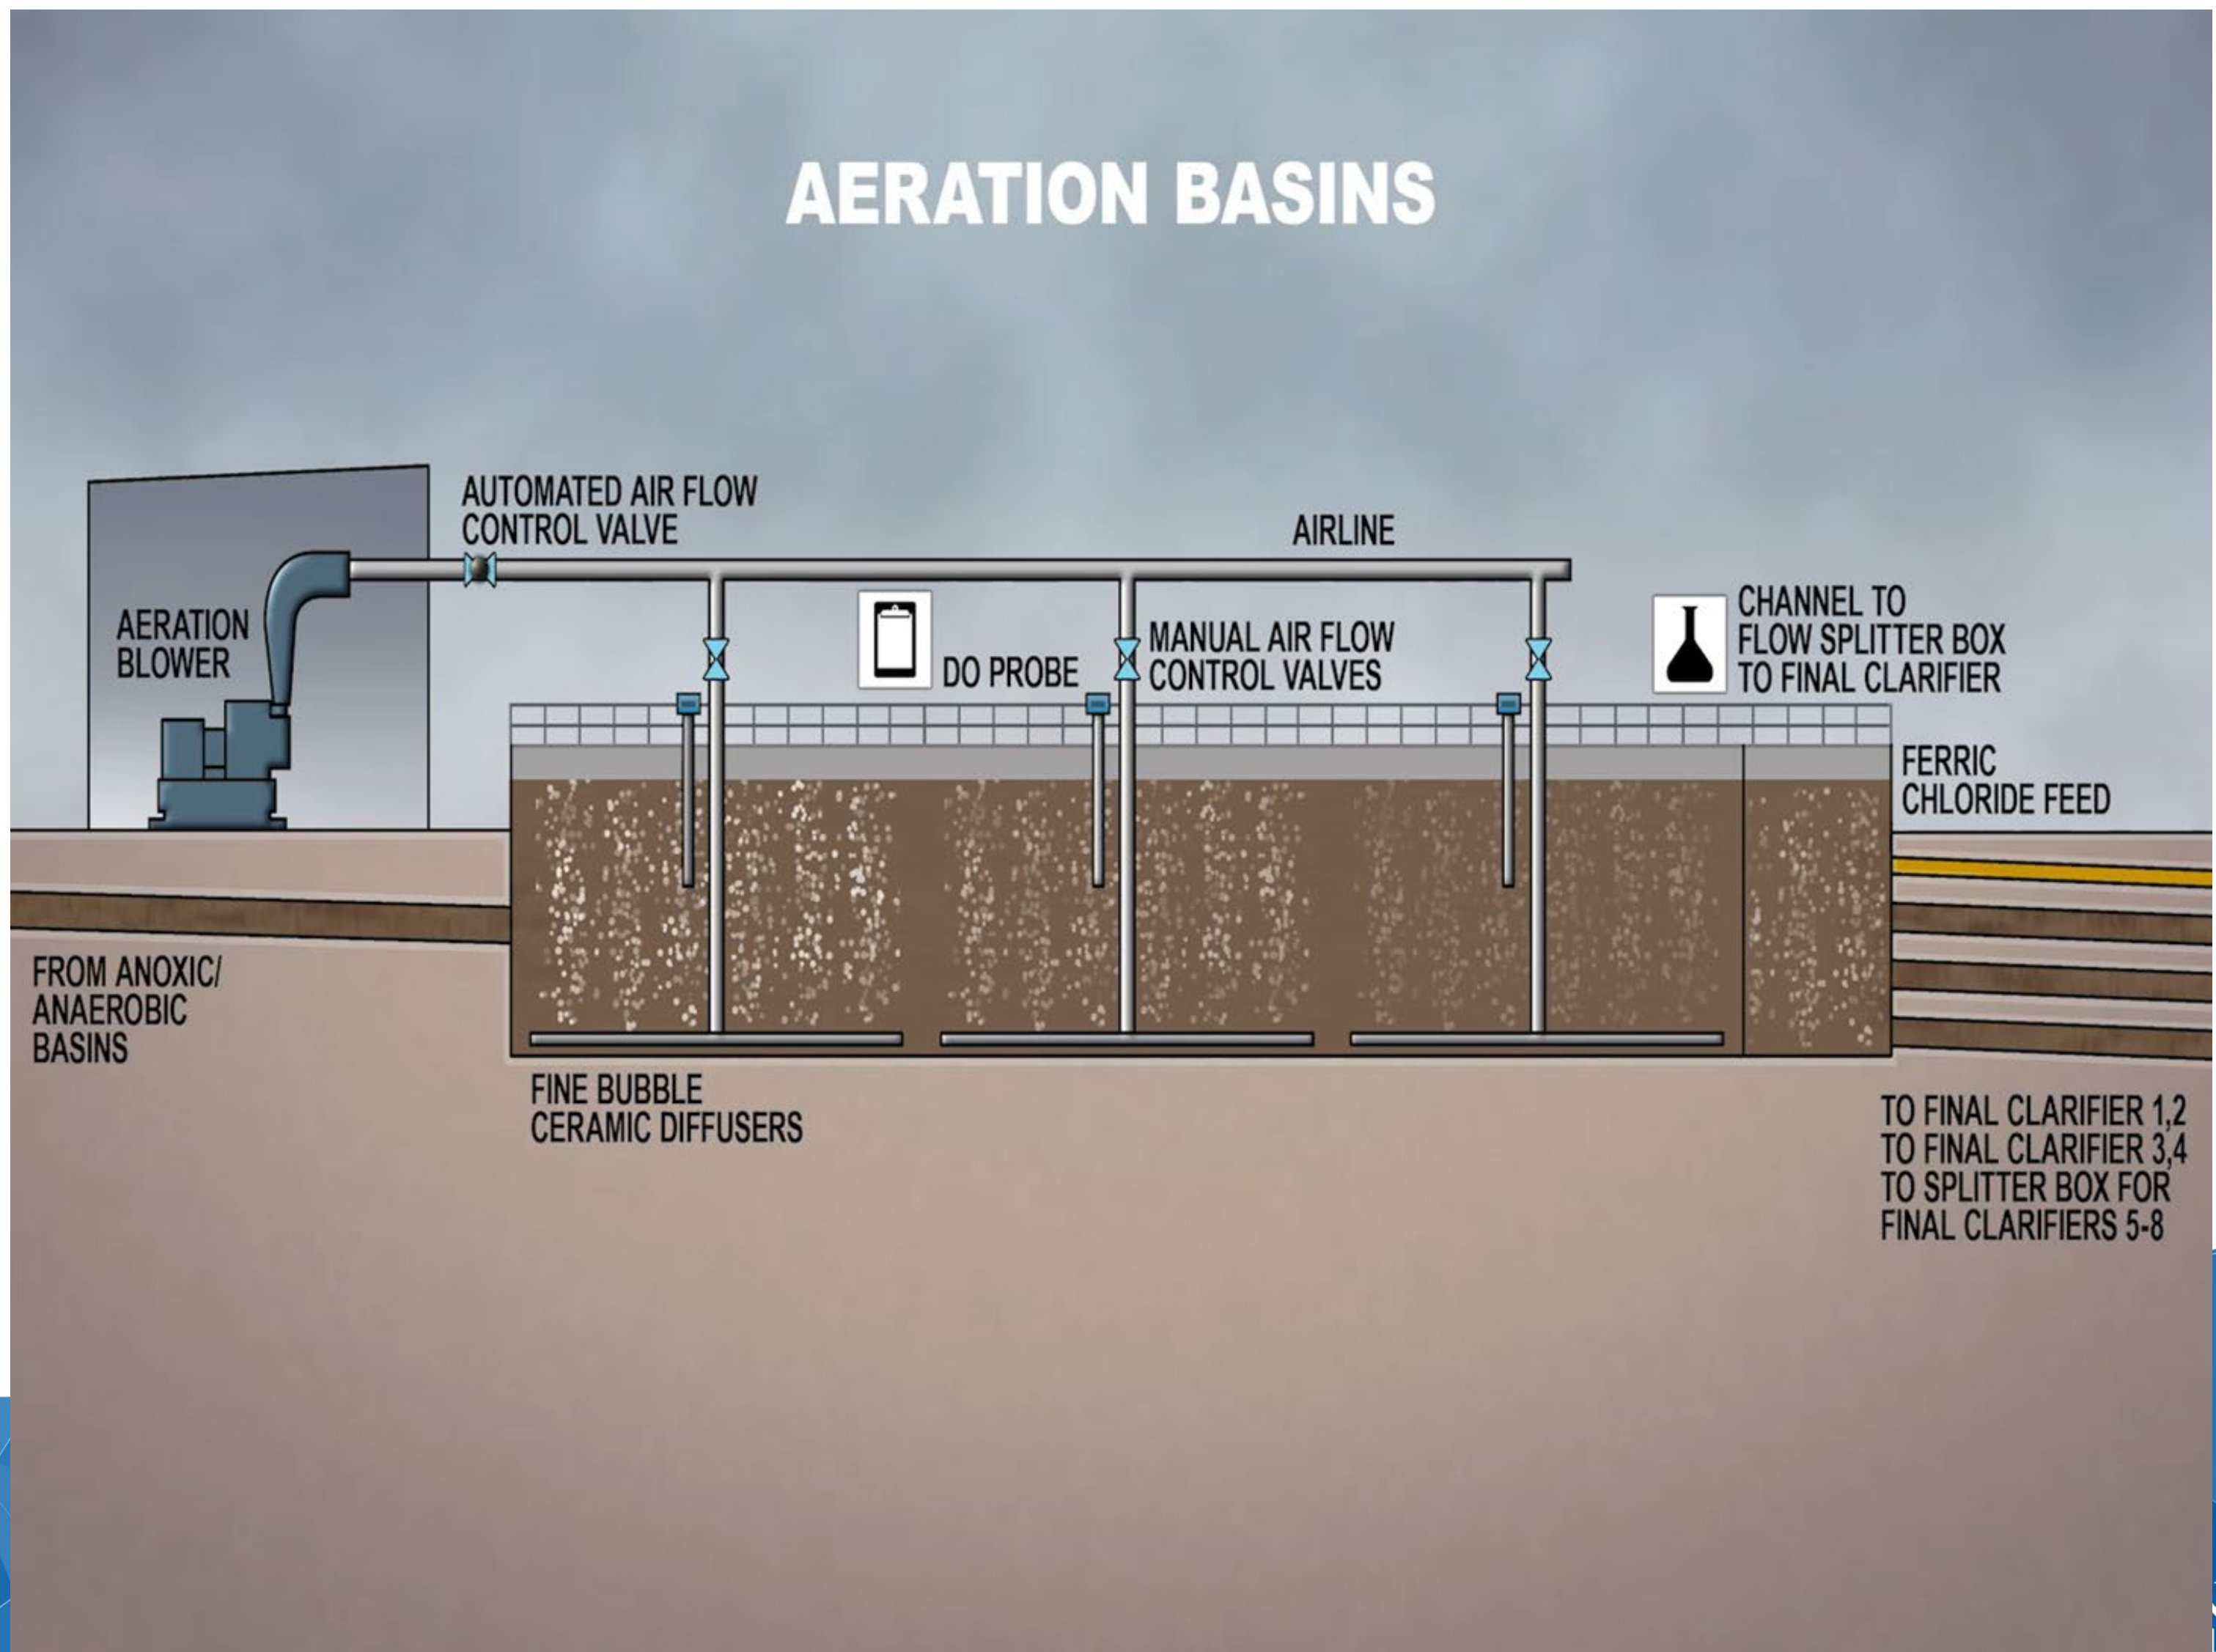 AERATION BASINS
AUTOMATED AIR FLOW
CONTROL VALVE
AIRLINE
AERATION
BLOWER
DO PROBE
MANUAL AIR FLOW
CONTROL VALVES
CHANNEL TO
FLOW SPLITTER BOX
TO FINAL CLARIFIER
FERRIC
CHLORIDE FEED
FROM ANOXIC/
ANAEROBIC
BASINS
FINE BUBBLE
CERAMIC DIFFUSERS
TO FINAL CLARIFIER 1,2
TO FINAL CLARIFIER 3,4
TO SPLITTER BOX FOR
FINAL CLARIFIERS 5-8